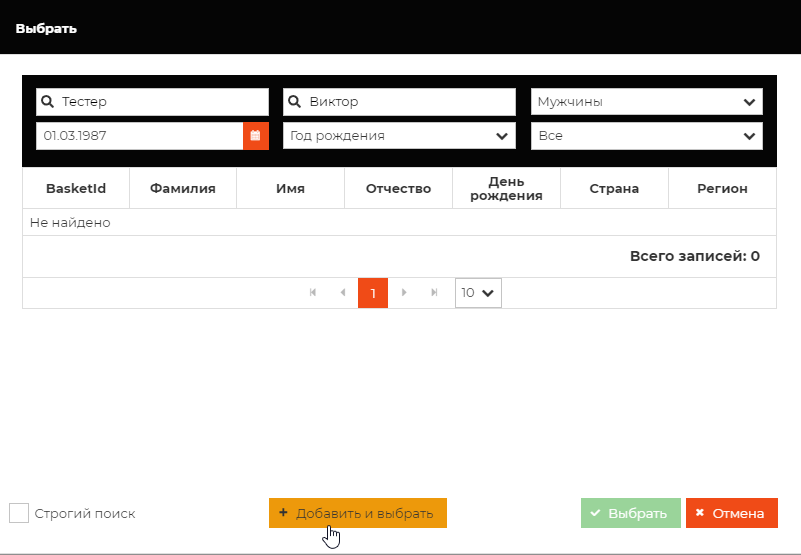 Выбрать
Тестер Виктор Мужчины
01.03.1987 Год рождения Все
BasketId Фамилия Имя Отчество День рождения Страна Регион
Не найдено
Всего записей: 0
1 10
Строгий поиск Добавить и выбрать Выбрать Отмена